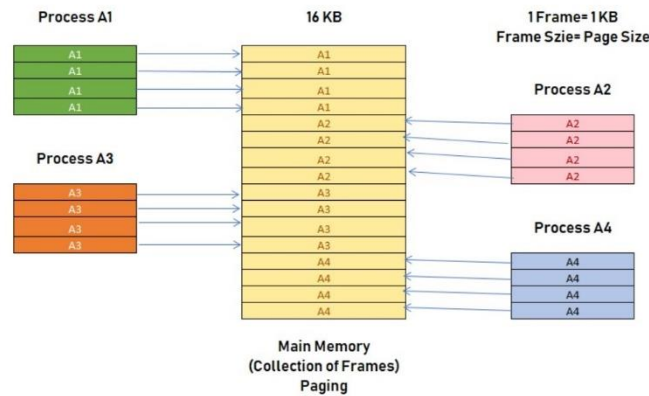 Process A1
16 KB
1 Frame= 1 KB
Frame Szie= Page Size
A1
A1
A1
A1
A1
A1
A1
A1
A2
A2
A2
A2
A3
A3
A3
A3
A4
A4
A4
A4
Process A2
A2
A2
A2
A2
Process A3
A3
A3
A3
A3
Process A4
A4
A4
A4
A4
Main Memory
(Collection of Frames)
Paging